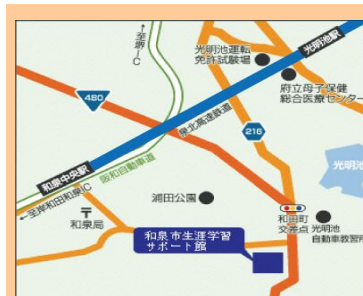 ←至堺IC
光明池運転
免許試験場
光明池駅
府立母子保健
総合医療センター
480
泉北高速鉄道
216
和泉中央駅
阪和自動車道
光明池
←至岸和田和泉IC
〒
和泉局
浦田公園
和田町
交差点
光明池
自動車教習所
和泉市生涯学習
サポート館